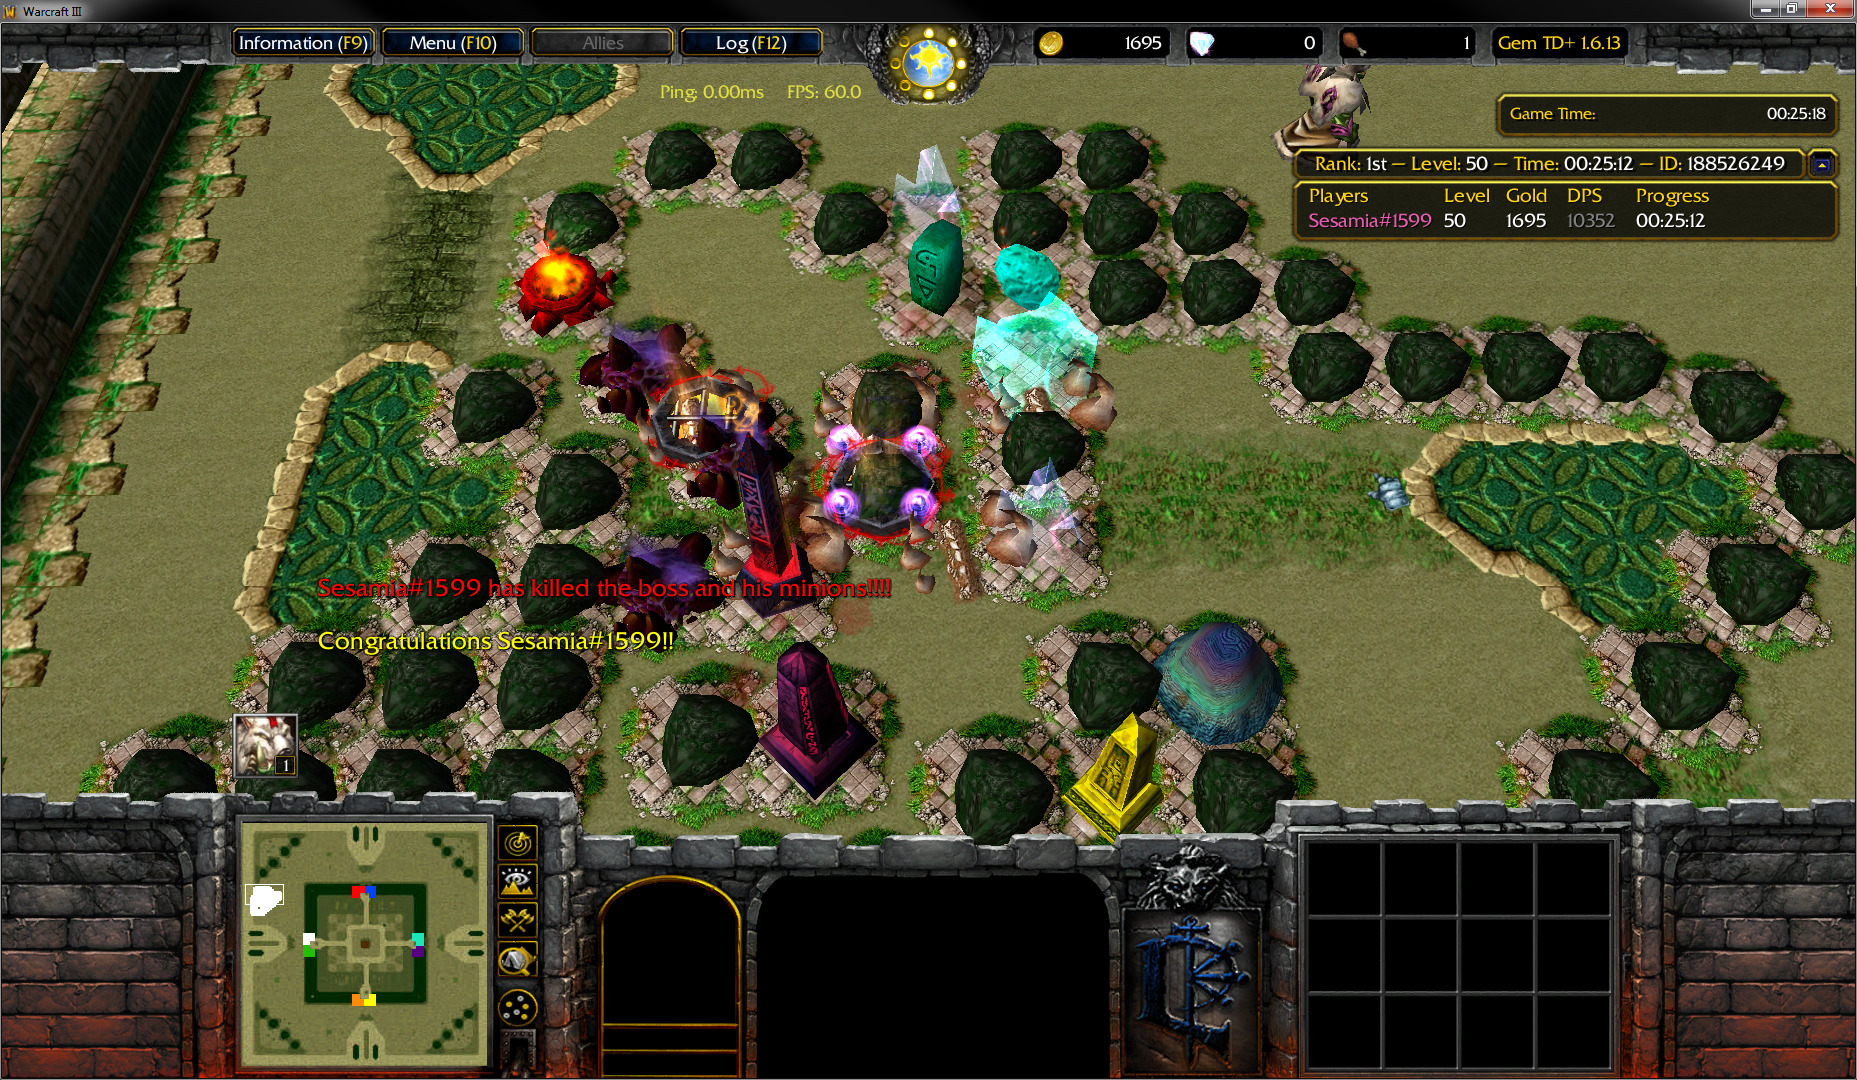 Warcraft III
Information (F9)
Menu (F10)
Allies
Log (F12)
1695
0
1
Gem TD+ 1.6.13
Ping: 0.00ms FPS: 60.0
Game Time: 00:25:18
Rank: 1st – Level: 50 – Time: 00:25:12 – ID: 188526249
Players Level Gold DPS Progress
Sesamia#1599 50 1695 10352 00:25:12
Sesamia#1599 has killed the boss and his minions!!!!
Congratulations Sesamia#1599!!
1